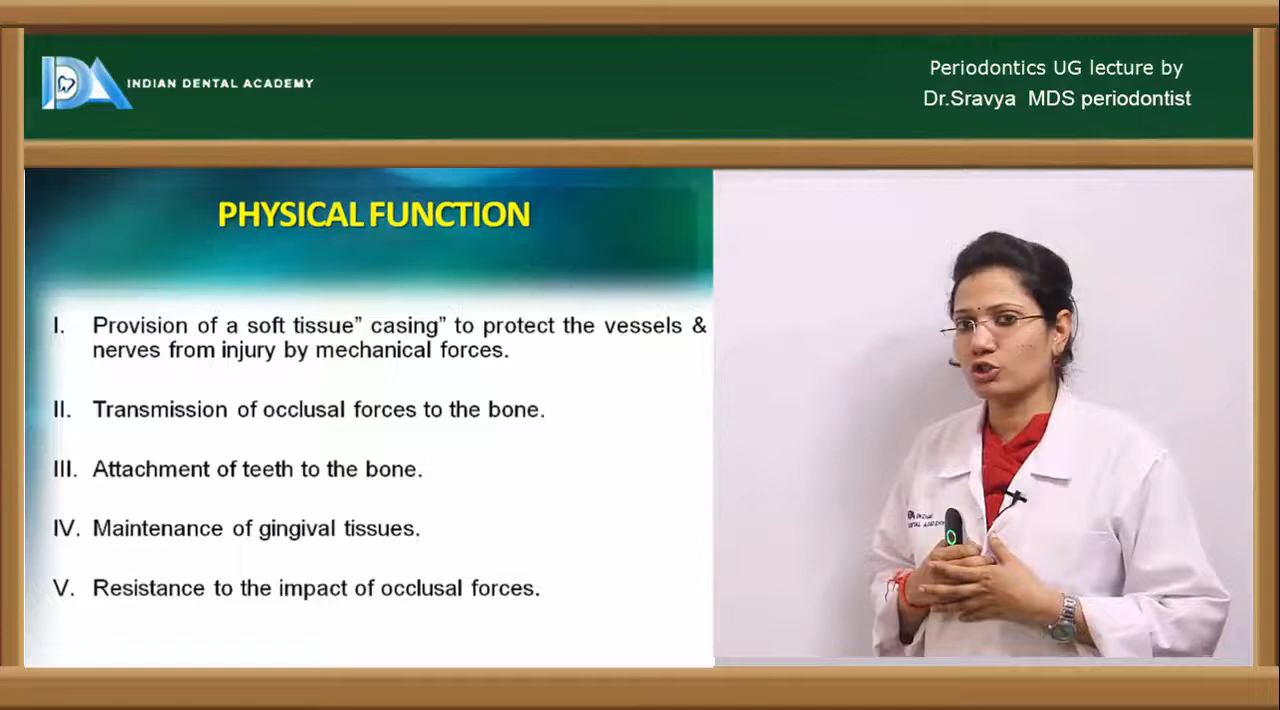 INDIAN DENTAL ACADEMY
Periodontics UG lecture by
Dr.Sravya MDS periodontist
PHYSICAL FUNCTION
I. Provision of a soft tissue” casing” to protect the vessels &
nerves from injury by mechanical forces.
II. Transmission of occlusal forces to the bone.
III. Attachment of teeth to the bone.
IV. Maintenance of gingival tissues.
V. Resistance to the impact of occlusal forces.